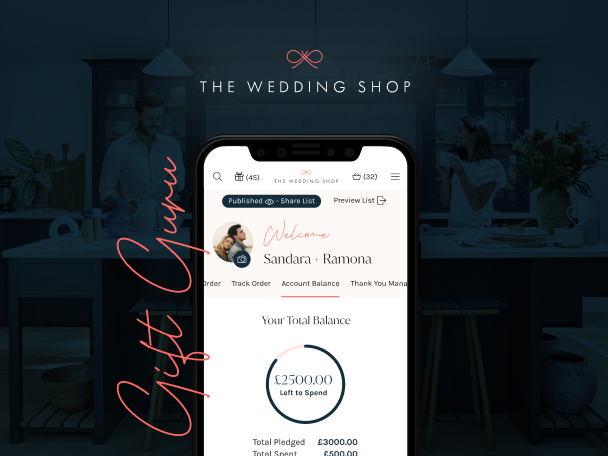 THE WEDDING SHOP
Gift Guru
(45)
THE WEDDING SHOP
(32)
Published - Share List
Preview List
Welcome
Sandara + Ramona
Order
Track Order
Account Balance
Thank You Mana
Your Total Balance
£2500.00
Left to Spend
Total Pledged £3000.00
Total Spent £500.00